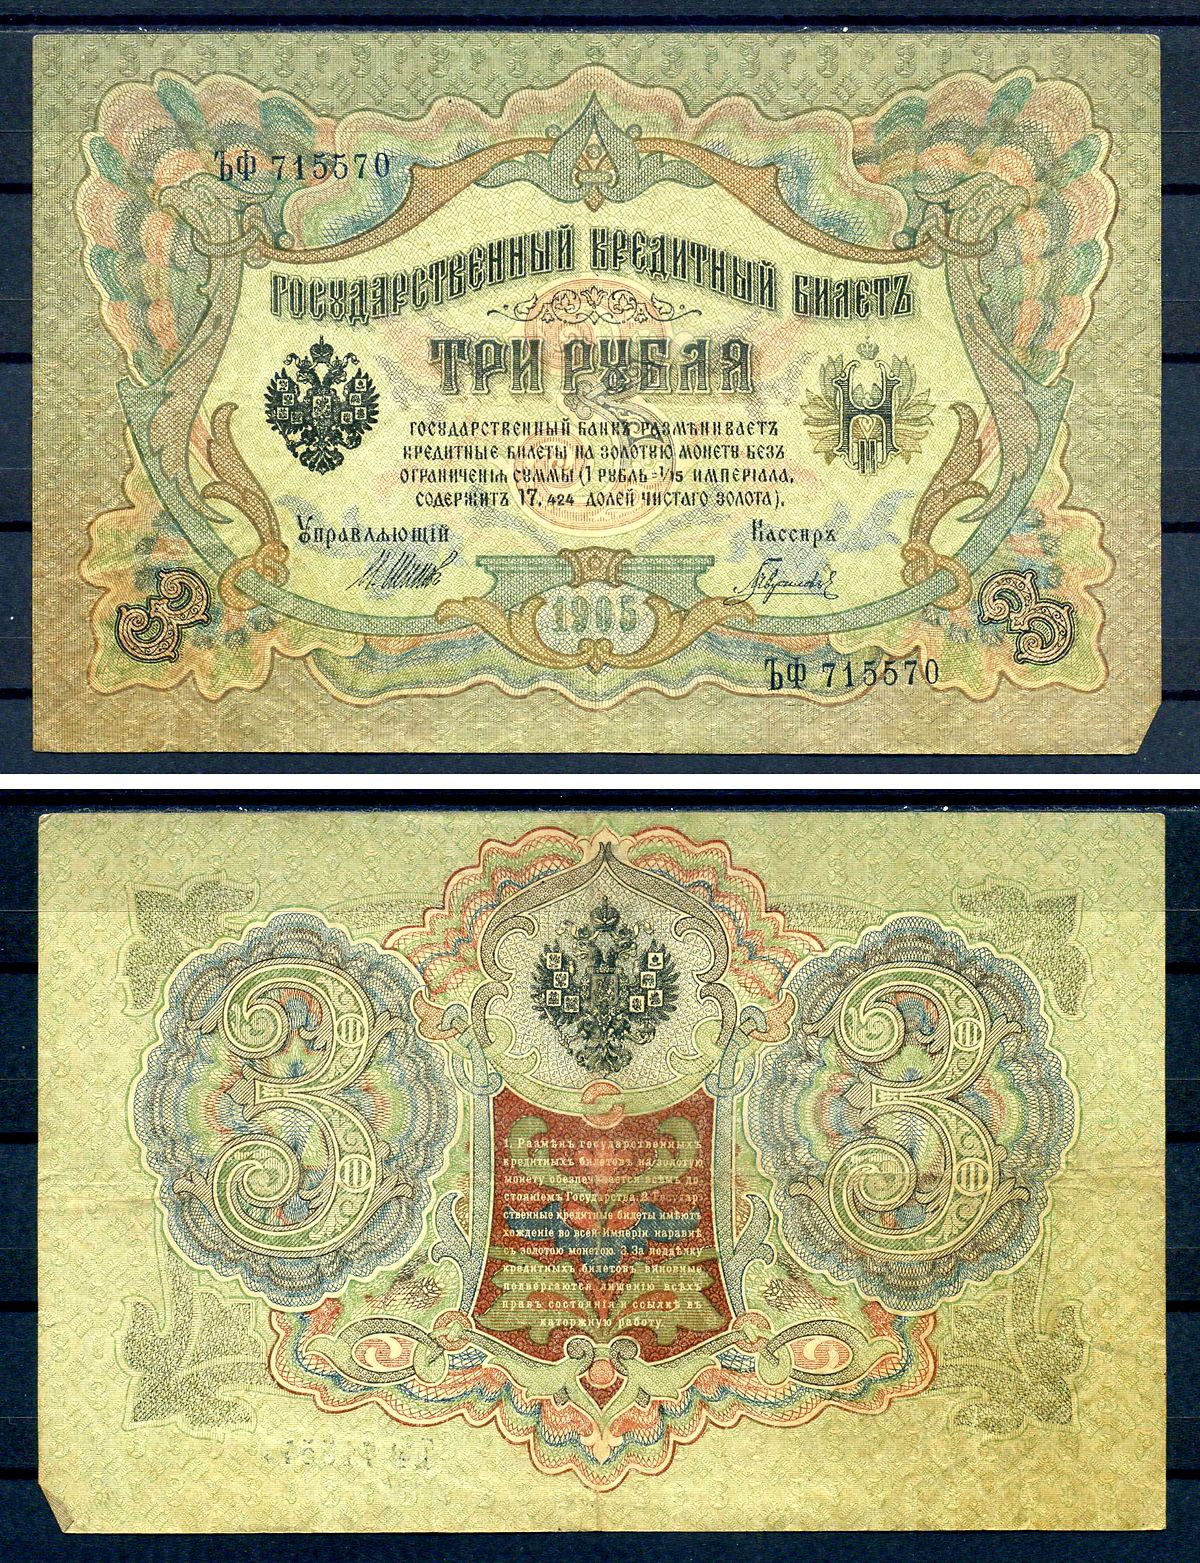 ЪФ 715570
ГОСУДАРСТВЕННЫЙ КРЕДИТНЫЙ БИЛЕТЪ
ТРИ РУБЛЯ
ГОСУДАРСТВЕННЫЙ БАНКЪ РАЗМѢНИВАЕТЪ
КРЕДИТНЫЕ БИЛЕТЫ НА ЗОЛОТУЮ МОНЕТУ БЕЗЪ
ОГРАНИЧЕНІЯ СУММЫ (1 РУБЛЬ = 1/15 ИМПЕРІАЛА,
СОДЕРЖИТЪ 17,424 ДОЛЕЙ ЧИСТАГО ЗОЛОТА).
Управляющій Кассиръ
3 1905 3
ЪФ 715570
3 3
1. Размѣнъ государственныхъ
кредитныхъ билетовъ на золотую
монету обезпечивается всѣмъ до-
стояніемъ Государства. 2. Государ-
ственные кредитные билеты имѣютъ
хожденіе во всей Имперіи наравнѣ
съ золотою монетою. 3. За поддѣлку
кредитныхъ билетовъ виновные
подвергаются лишенію всѣхъ
правъ состоянія и ссылкѣ въ
каторжную работу.